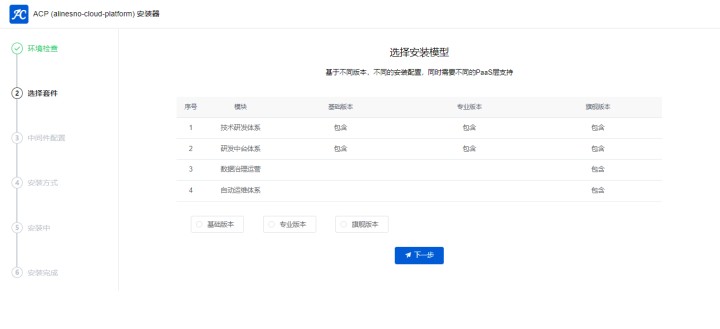 AC ACP (alinesno-cloud-platform) 安装器
环境检查
2 选择套件
3 中间件配置
4 安装方式
5 安装中
6 安装完成
选择安装模型
基于不同版本，不同的安装配置，同时需要不同的PaaS层支持
序号 模块 基础版本 专业版本 旗舰版本
1 技术研发体系 包含 包含 包含
2 研发中台体系 包含 包含 包含
3 数据治理运营 包含
4 自动运维体系 包含
基础版本 专业版本 旗舰版本
下一步